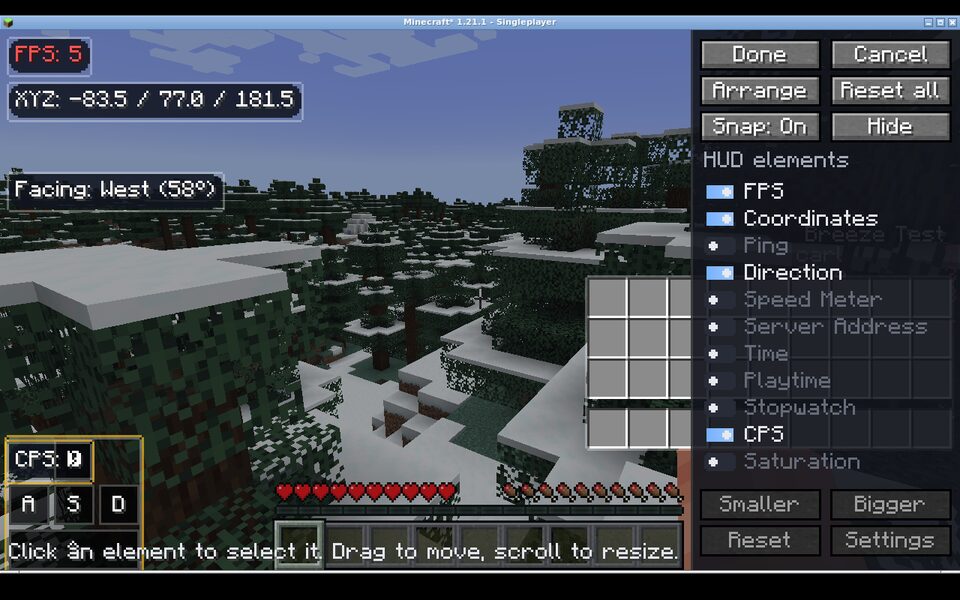 Minecraft* 1.21.1 - Singleplayer
FPS: 5
XYZ: -83.5 / 77.0 / 181.5
Facing: West (58°)
CPS: 0
A S D
Click an element to select it. Drag to move, scroll to resize.
Done Cancel
Arrange Reset all
Snap: On Hide
HUD elements
FPS
Coordinates
Ping
Direction
Speed Meter
Server Address
Time
Playtime
Stopwatch
CPS
Saturation
Smaller Bigger
Reset Settings
Breeze Test